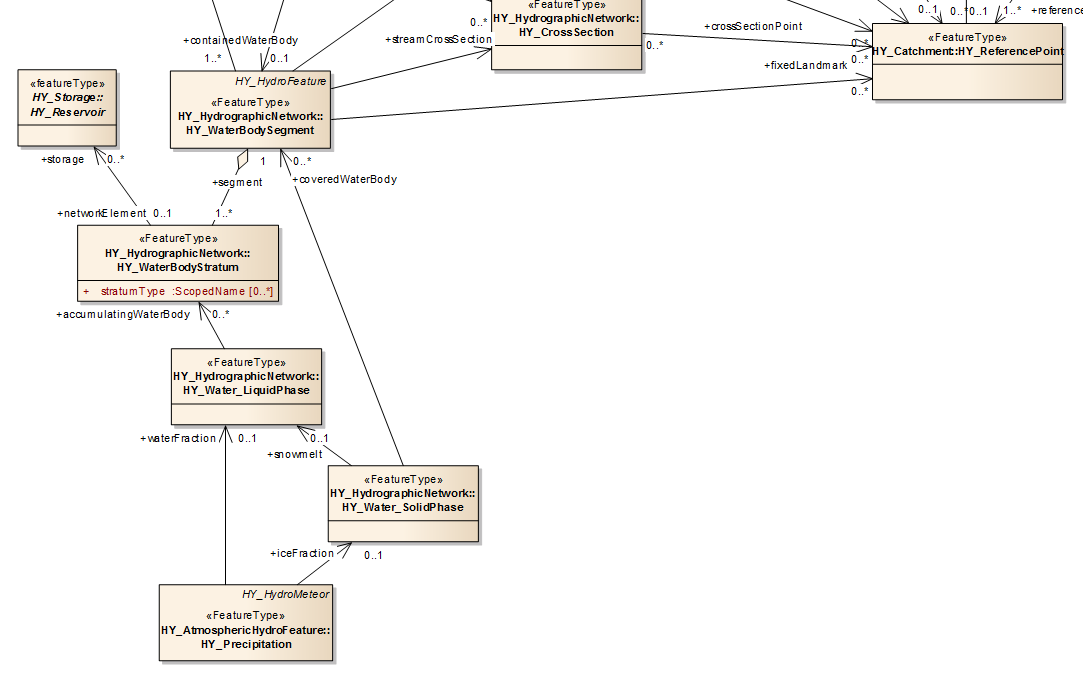 «FeatureType»
HY_HydrographicNetwork::
HY_CrossSection
0..*
+crossSectionPoint
0..*
0..1
0..*
0..1
1..*
+reference
«FeatureType»
HY_Catchment::HY_ReferencePoint
0..*
0..*
+fixedLandmark
0..*
+containedWaterBody
1..*
0..1
+streamCrossSection
HY_HydroFeature
«FeatureType»
HY_HydrographicNetwork::
HY_WaterBodySegment
«featureType»
HY_Storage::
HY_Reservoir
+storage
0..*
1
+segment
1..*
0..*
+coveredWaterBody
+networkElement 0..1
«FeatureType»
HY_HydrographicNetwork::
HY_WaterBodyStratum
+ stratumType :ScopedName [0..*]
+accumulatingWaterBody
0..*
«FeatureType»
HY_HydrographicNetwork::
HY_Water_LiquidPhase
+waterFraction
0..1
0..1
+snowmelt
«FeatureType»
HY_HydrographicNetwork::
HY_Water_SolidPhase
+iceFraction
0..1
HY_HydroMeteor
«FeatureType»
HY_AtmosphericHydroFeature::
HY_Precipitation